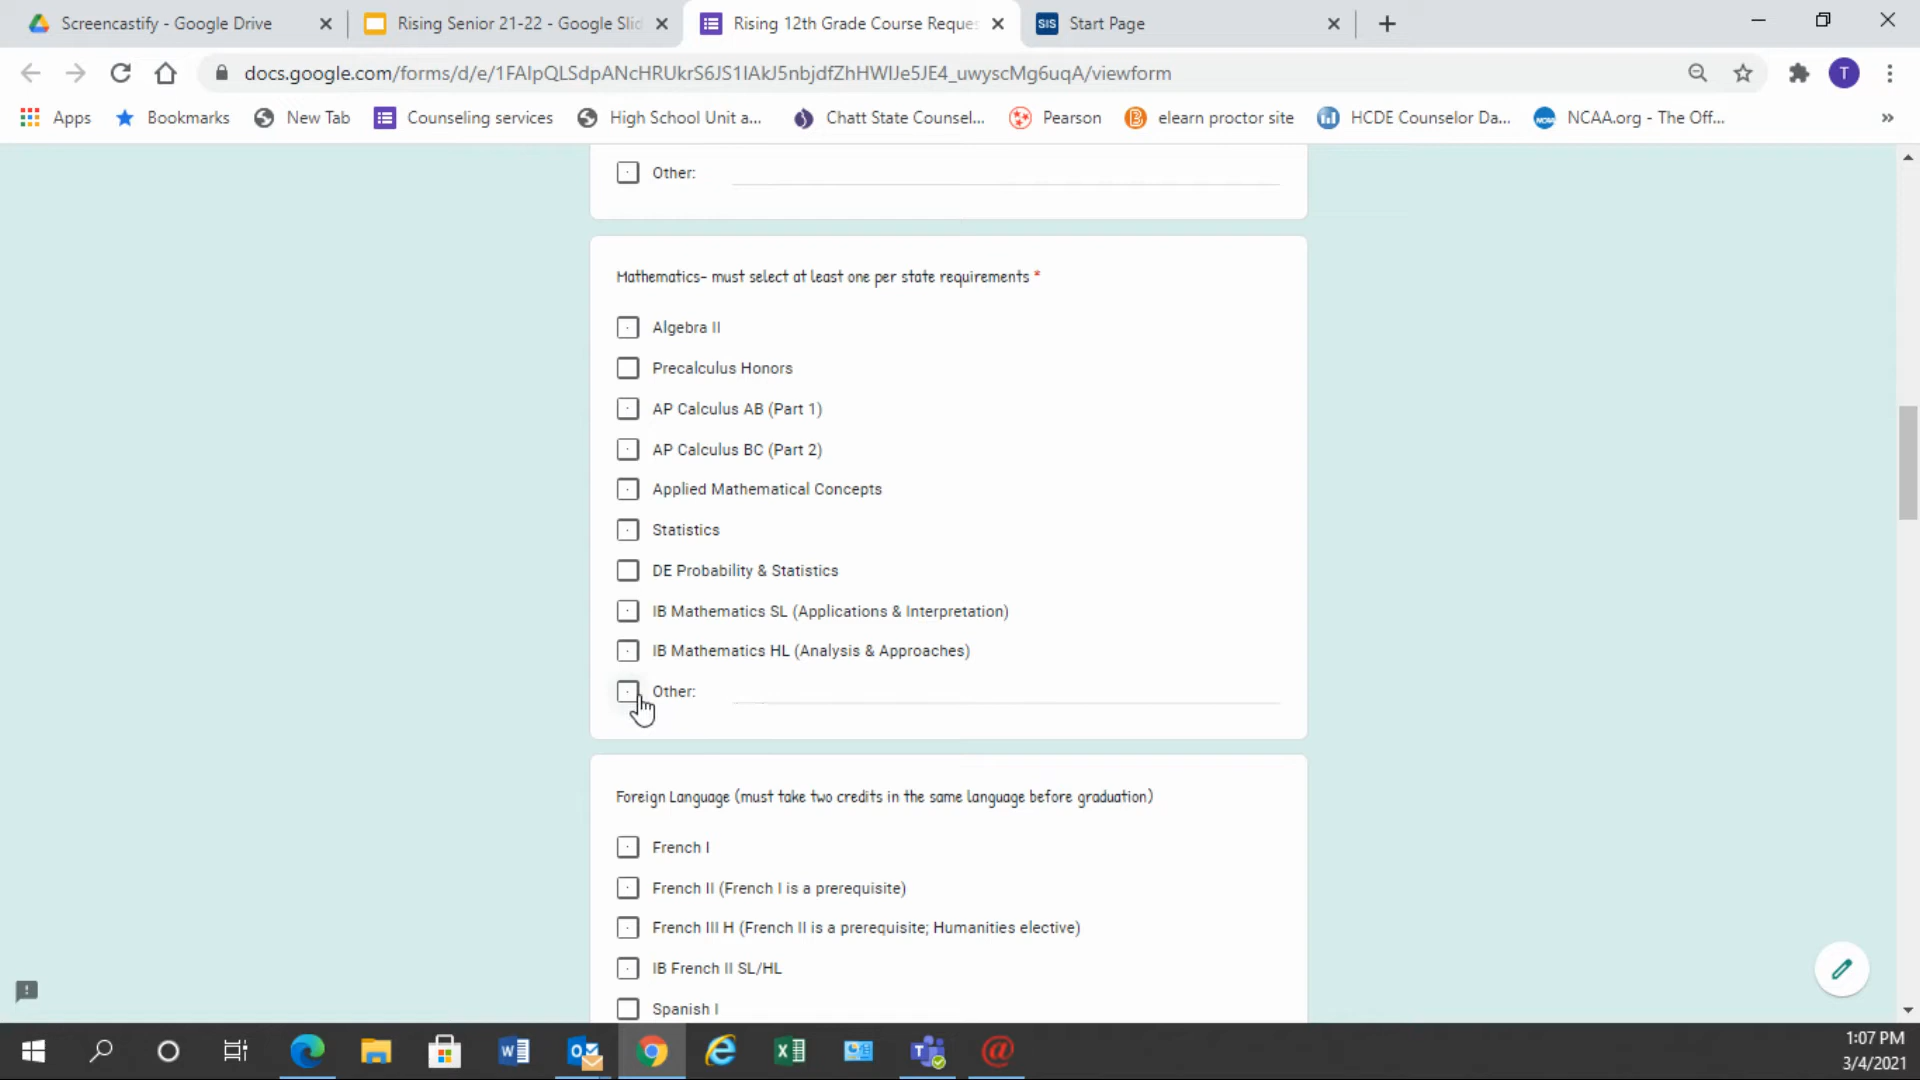 Screencastify - Google Drive
Rising Senior 21-22 - Google Slid
Rising 12th Grade Course Reques
SIS Start Page
docs.google.com/forms/d/e/1FAIpQLSdpANcHRUkrS6JS1IAkJ5nbjdfZhHWIJe5JE4_uwyscMg6uqA/viewform
T
Apps
Bookmarks
New Tab
Counseling services
High School Unit a...
Chatt State Counsel...
Pearson
elearn proctor site
HCDE Counselor Da...
NCAA.org - The Off...
Other:
Mathematics- must select at least one per state requirements *
Algebra II
Precalculus Honors
AP Calculus AB (Part 1)
AP Calculus BC (Part 2)
Applied Mathematical Concepts
Statistics
DE Probability & Statistics
IB Mathematics SL (Applications & Interpretation)
IB Mathematics HL (Analysis & Approaches)
Other:
Foreign Language (must take two credits in the same language before graduation)
French I
French II (French I is a prerequisite)
French III H (French II is a prerequisite; Humanities elective)
IB French II SL/HL
Spanish I
1:07 PM
3/4/2021